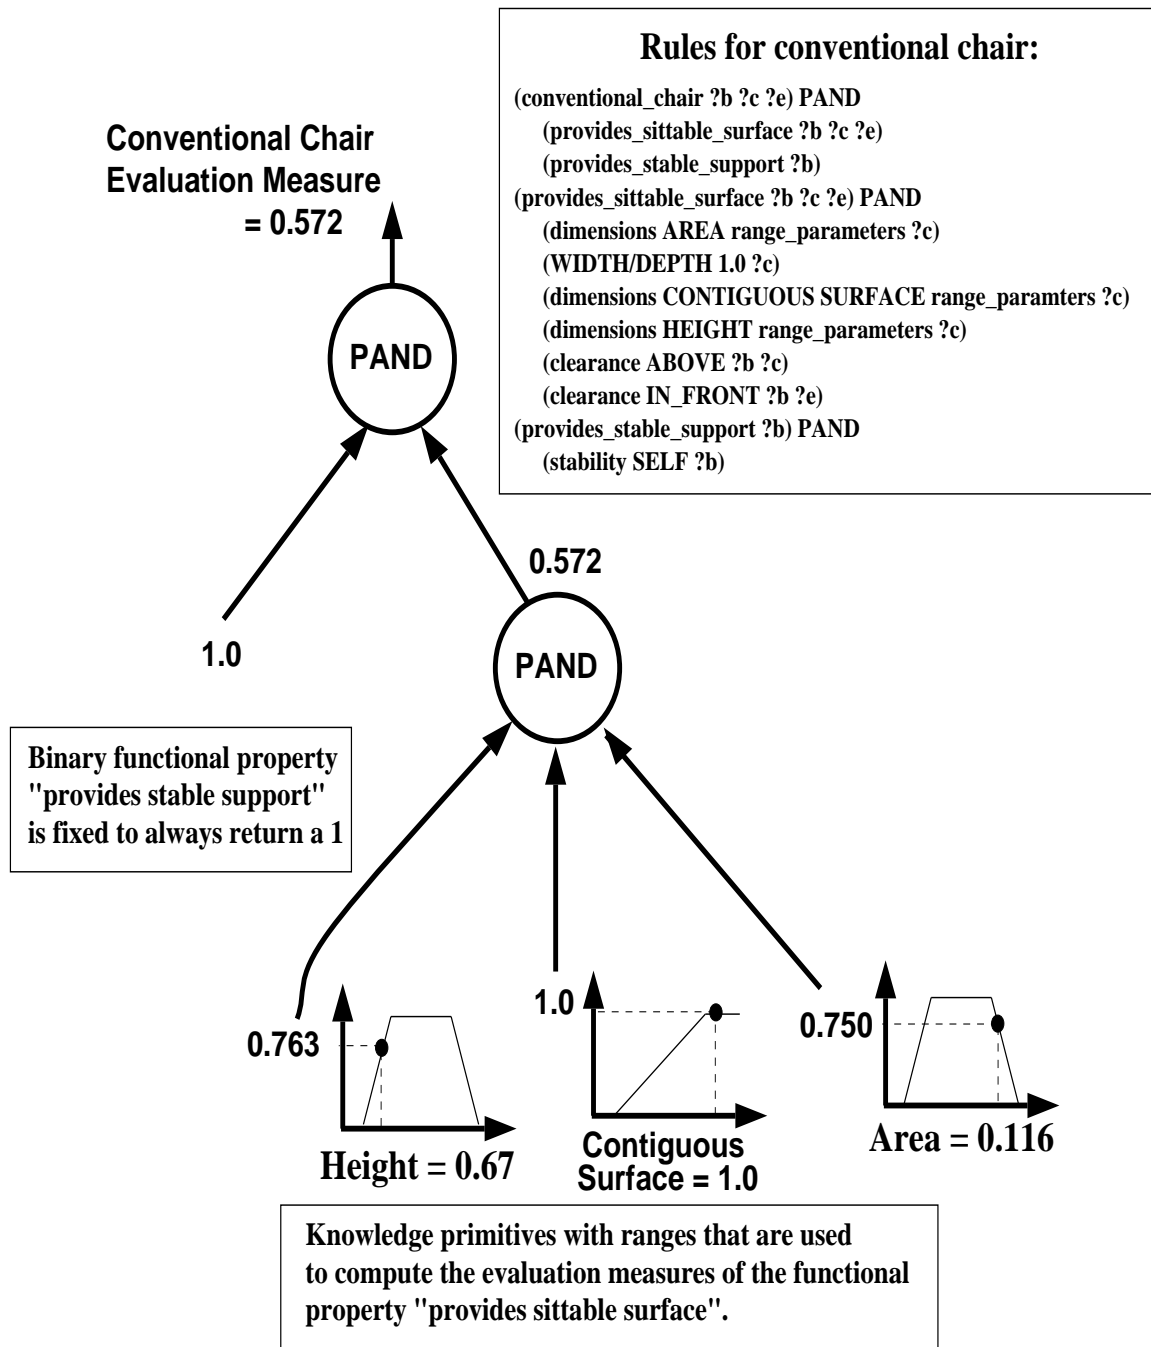 Rules for conventional chair:
(conventional_chair ?b ?c ?e) PAND
(provides_sittable_surface ?b ?c ?e)
(provides_stable_support ?b)
(provides_sittable_surface ?b ?c ?e) PAND
(dimensions AREA range_parameters ?c)
(WIDTH/DEPTH 1.0 ?c)
(dimensions CONTIGUOUS SURFACE range_paramters ?c)
(dimensions HEIGHT range_parameters ?c)
(clearance ABOVE ?b ?c)
(clearance IN_FRONT ?b ?e)
(provides_stable_support ?b) PAND
(stability SELF ?b)
Conventional Chair
Evaluation Measure
= 0.572
PAND
0.572
1.0
PAND
Binary functional property
"provides stable support"
is fixed to always return a 1
0.763
1.0
0.750
Height = 0.67
Contiguous
Surface = 1.0
Area = 0.116
Knowledge primitives with ranges that are used
to compute the evaluation measures of the functional
property "provides sittable surface".